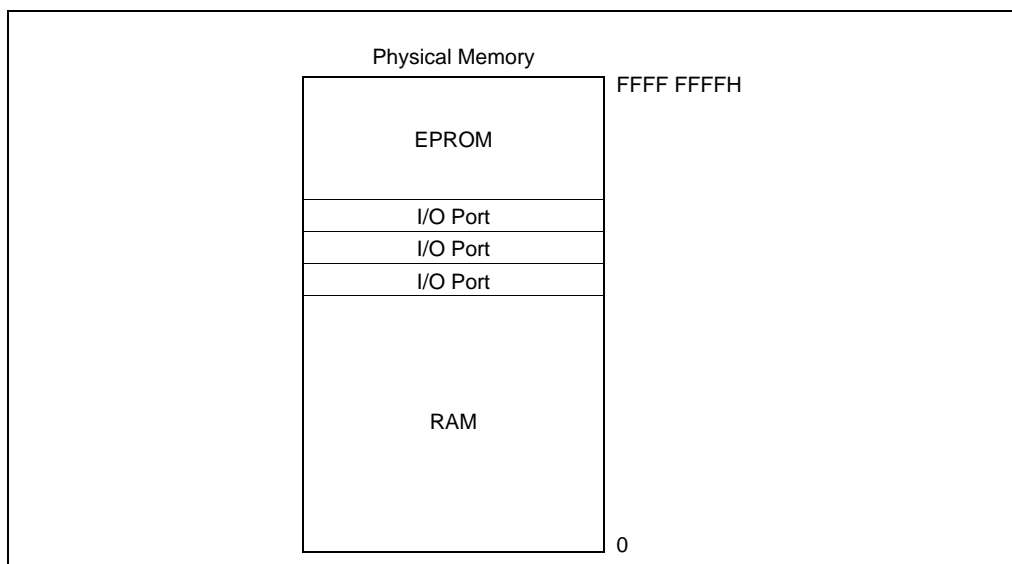 Physical Memory
FFFF FFFFH
EPROM
I/O Port
I/O Port
I/O Port
RAM
0